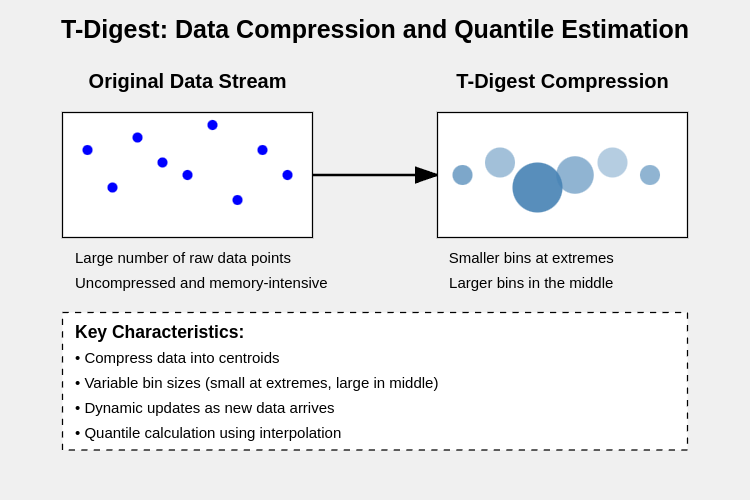 T-Digest: Data Compression and Quantile Estimation
Original Data Stream
T-Digest Compression
Large number of raw data points
Uncompressed and memory-intensive
Smaller bins at extremes
Larger bins in the middle
Key Characteristics:
• Compress data into centroids
• Variable bin sizes (small at extremes, large in middle)
• Dynamic updates as new data arrives
• Quantile calculation using interpolation